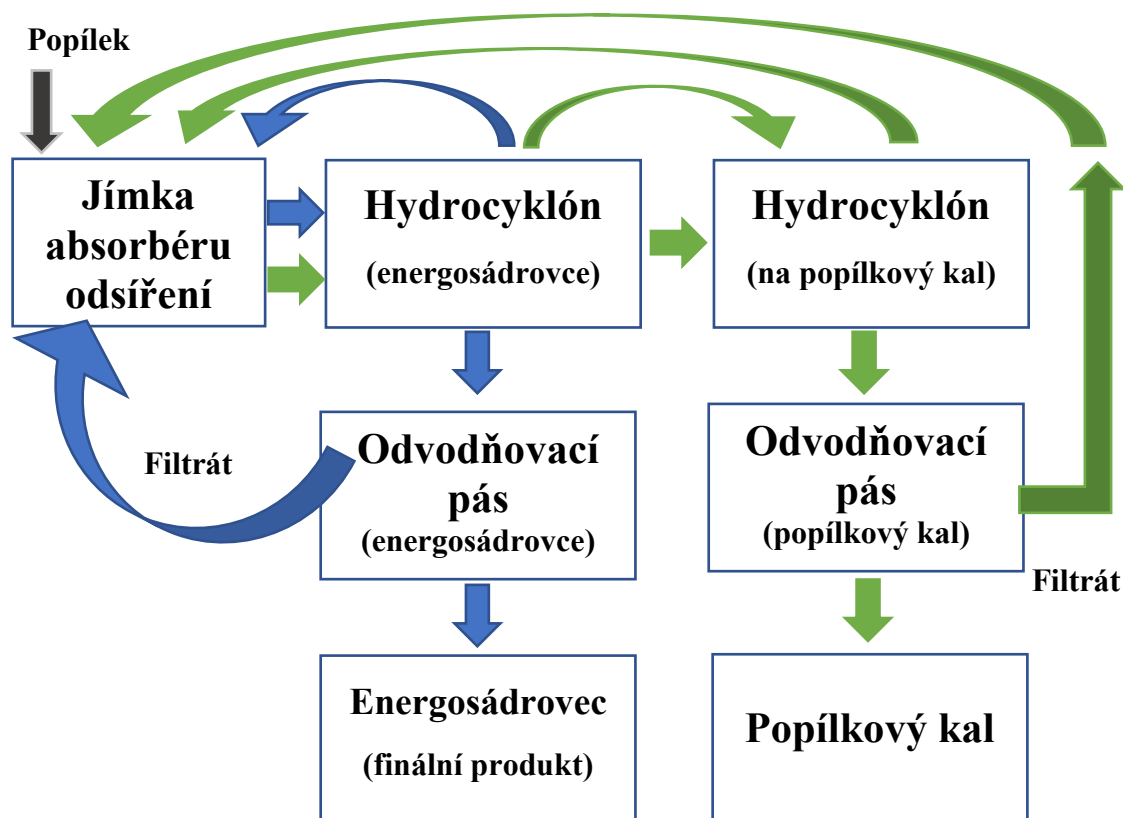 Popílek
Jímka
absorbéru
odsíření
Hydrocyklón
(energosádrovce)
Hydrocyklón
(na popílkový kal)
Filtrát
Odvodňovací
pás
(energosádrovce)
Odvodňovací
pás
(popílkový kal)
Filtrát
Energosádrovec
(finální produkt)
Popílkový kal